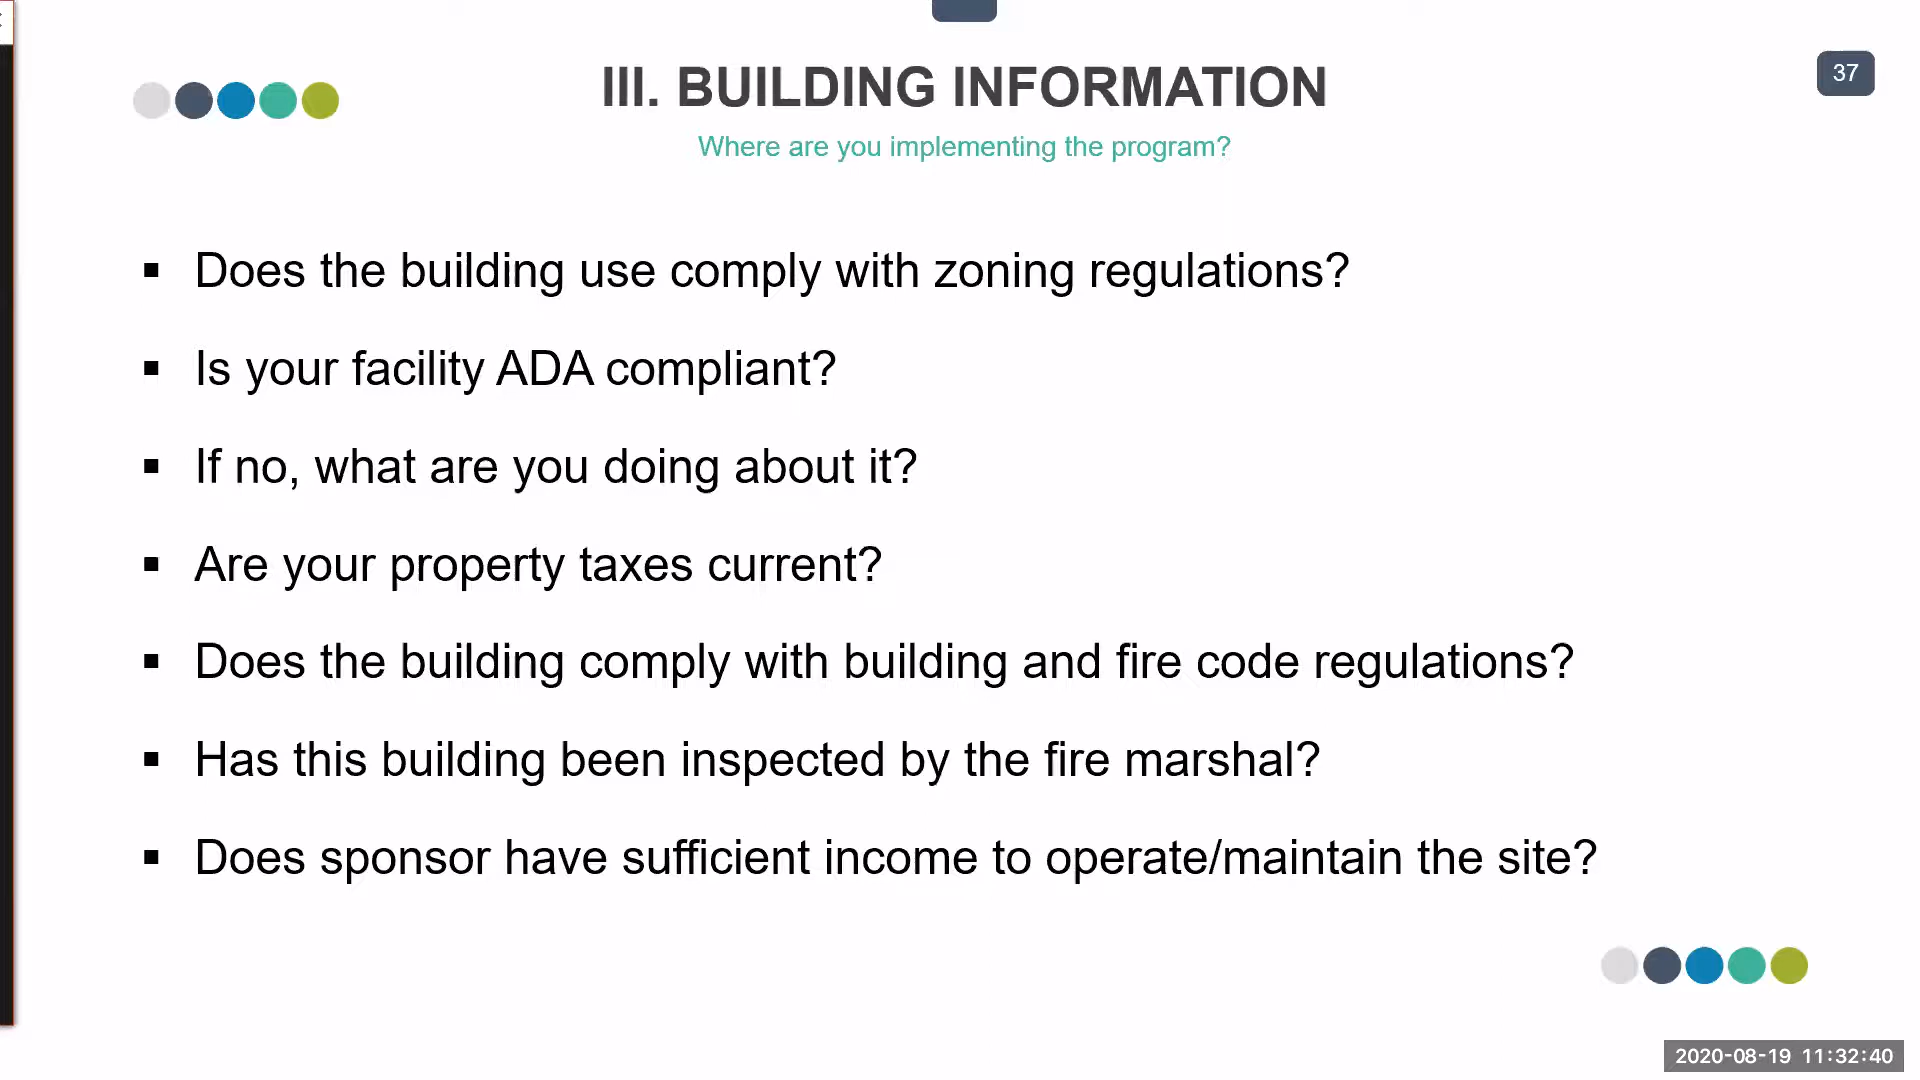 III. BUILDING INFORMATION
37
Where are you implementing the program?
▪ Does the building use comply with zoning regulations?
▪ Is your facility ADA compliant?
▪ If no, what are you doing about it?
▪ Are your property taxes current?
▪ Does the building comply with building and fire code regulations?
▪ Has this building been inspected by the fire marshal?
▪ Does sponsor have sufficient income to operate/maintain the site?
2020-08-19 11:32:40